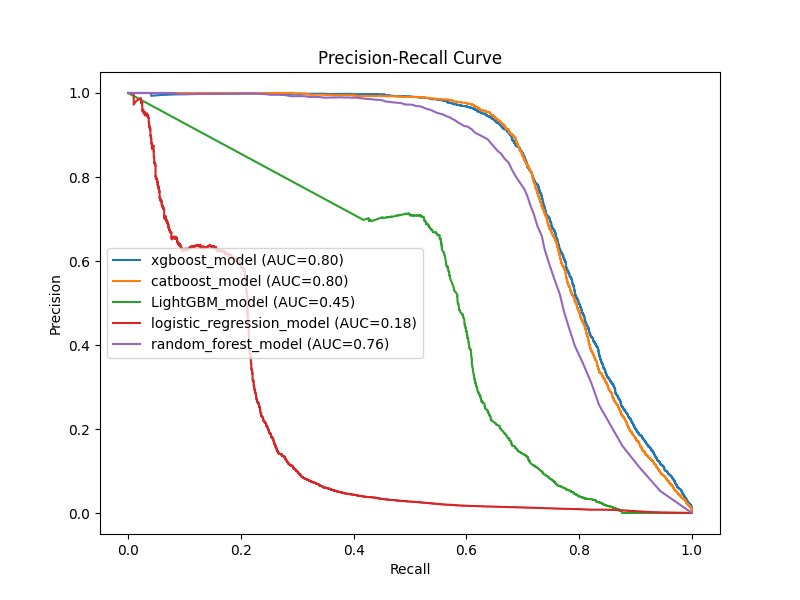 Precision-Recall Curve
Precision
1.0
0.8
0.6
0.4
0.2
0.0
xgboost_model (AUC=0.80)
catboost_model (AUC=0.80)
LightGBM_model (AUC=0.45)
logistic_regression_model (AUC=0.18)
random_forest_model (AUC=0.76)
0.0 0.2 0.4 0.6 0.8 1.0
Recall